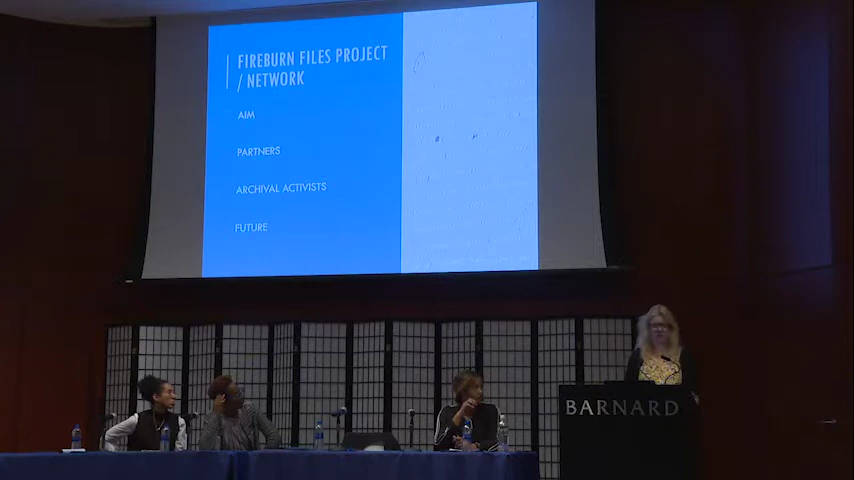 FIREBURN FILES PROJECT
/ NETWORK
AIM
PARTNERS
ARCHIVAL ACTIVISTS
FUTURE
BARNARD